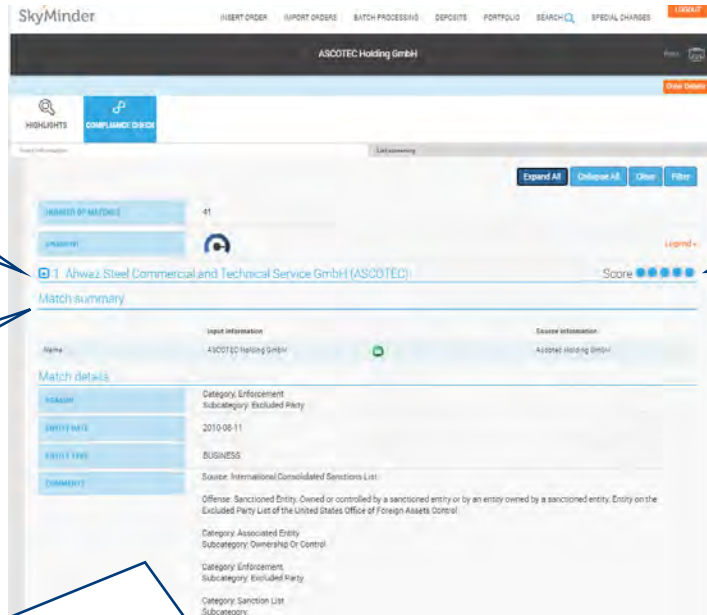 SkyMinder
INSERT ORDER IMPORT ORDERS BATCH PROCESSING DEPOSITS PORTFOLIO SEARCH SPECIAL CHARGES LOGOUT
ASCOTEC Holding GmbH
Order Details
HIGHLIGHTS COMPLIANCE CHECK
List summary
Expand All Collapse All Clear Filter
NUMBER OF MATCHES 41
Legend
1. Ahwaz Steel Commercial and Technical Service GmbH (ASCOTEC) Score
Match summary
Input information Source information
Name ASCOTEC Holding GmbH Ascotec Holding GmbH
Match details
REASON Category: Enforcement
Subcategory: Excluded Party
ENTITY DATE 2010-08-11
ENTITY TYPE BUSINESS
COMMENTS Source: International Consolidated Sanctions List
Offense: Sanctioned Entity. Owned or controlled by a sanctioned entity or by an entity owned by a sanctioned entity. Entity on the
Excluded Party List of the United States Office of Foreign Assets Control
Category: Associated Entity
Subcategory: Ownership Or Control
Category: Enforcement
Subcategory: Excluded Party
Category: Sanction List
Subcategory: